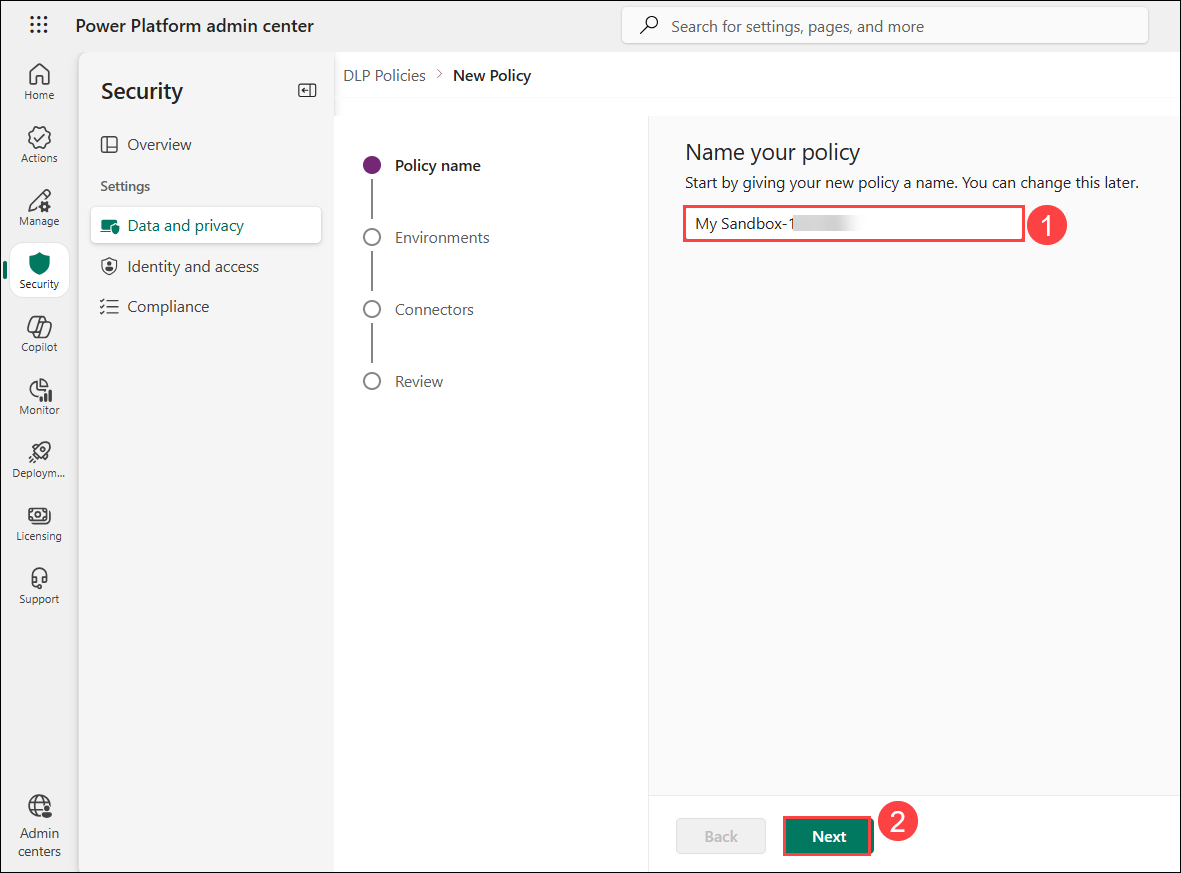 Power Platform admin center
Search for settings, pages, and more
Home
Actions
Manage
Security
Copilot
Monitor
Deploym...
Licensing
Support
Admin
centers
Security
Overview
Settings
Data and privacy
Identity and access
Compliance
DLP Policies > New Policy
Policy name
Environments
Connectors
Review
Name your policy
Start by giving your new policy a name. You can change this later.
My Sandbox-1
1
Back
Next
2